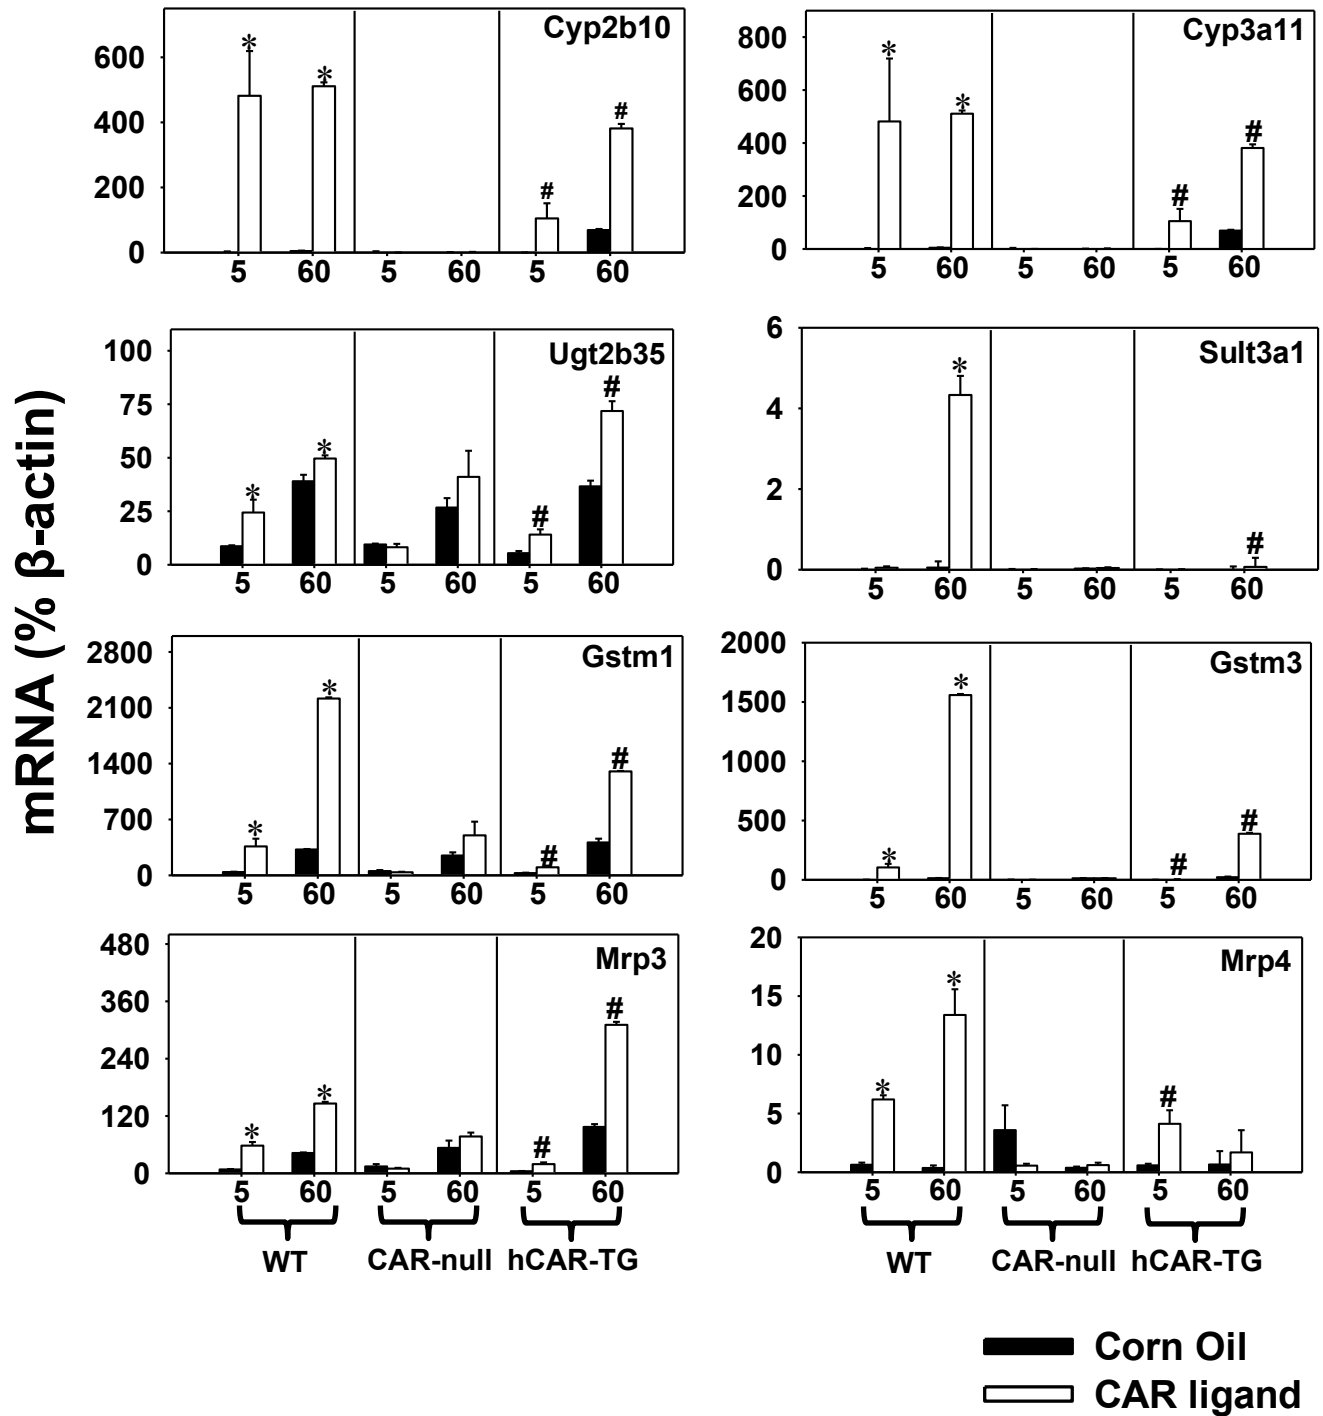 mRNA (% β-actin)
Cyp2b10
600
400
200
0
* * # #
5 60 5 60 5 60
Cyp3a11
800
600
400
200
0
* * # #
5 60 5 60 5 60
Ugt2b35
100
75
50
25
0
* * # #
5 60 5 60 5 60
Sult3a1
6
4
2
0
* #
5 60 5 60 5 60
Gstm1
2800
2100
1400
700
0
* * # #
5 60 5 60 5 60
Gstm3
2000
1500
1000
500
0
* * # #
5 60 5 60 5 60
Mrp3
480
360
240
120
0
* * # #
5 60 5 60 5 60
WT CAR-null hCAR-TG
Mrp4
20
15
10
5
0
* * #
5 60 5 60 5 60
WT CAR-null hCAR-TG
Corn Oil
CAR ligand